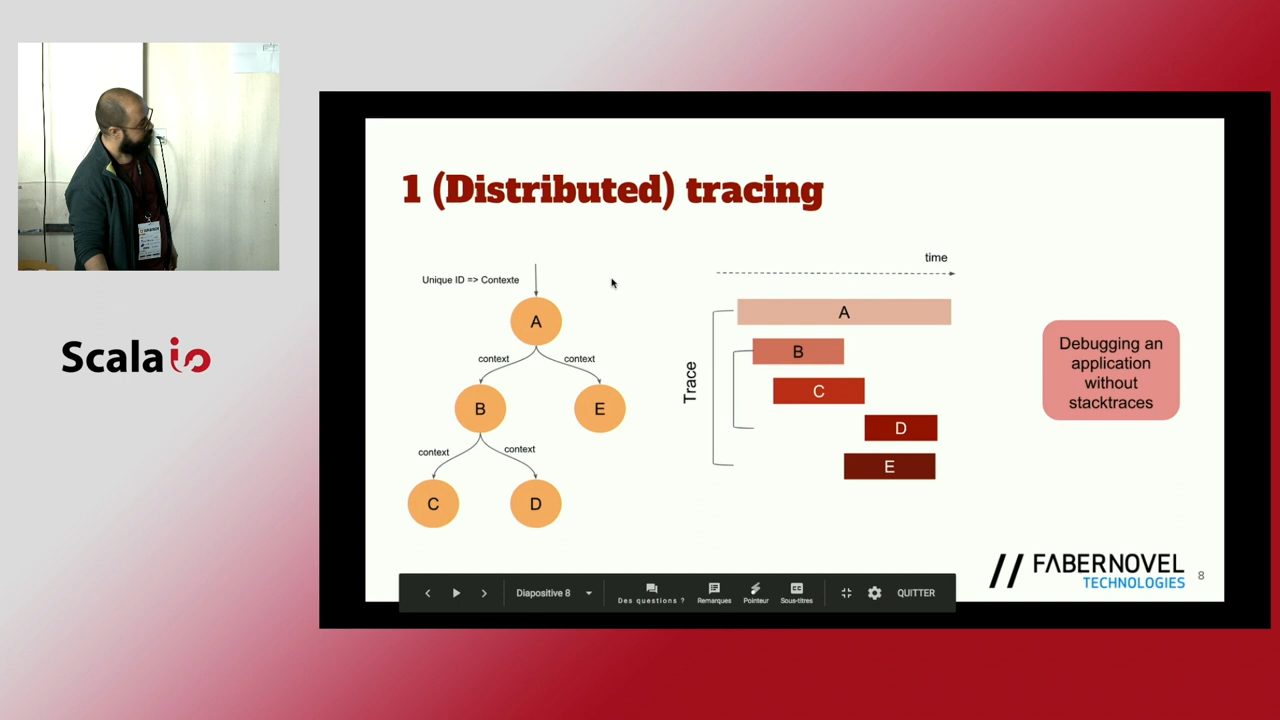 Scala io
1 (Distributed) tracing
Unique ID => Contexte
A
context
context
B
E
context
context
C
D
time
Trace
A
B
C
D
E
Debugging an
application
without
stacktraces
// FABERNOVEL
TECHNOLOGIES
8
Diapositive 8
Des questions ?
Remarques
Pointeur
Sous-titres
QUITTER